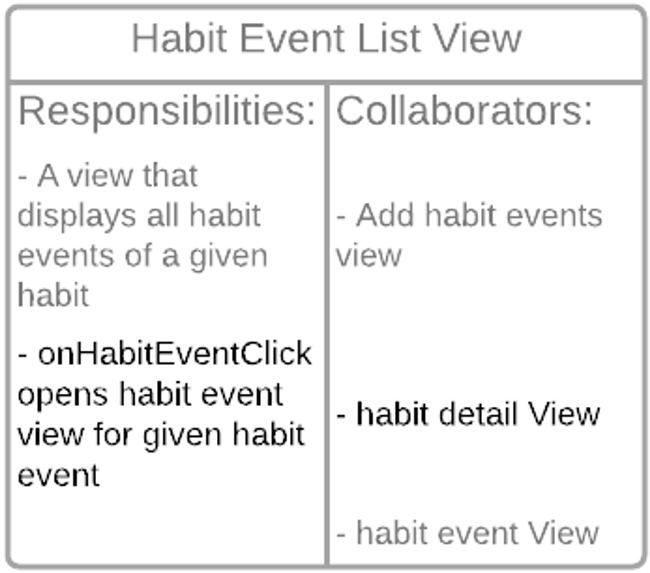 Habit Event List View
Responsibilities:
- A view that
displays all habit
events of a given
habit
- onHabitEventClick
opens habit event
view for given habit
event
Collaborators:
- Add habit events
view
- habit detail View
- habit event View